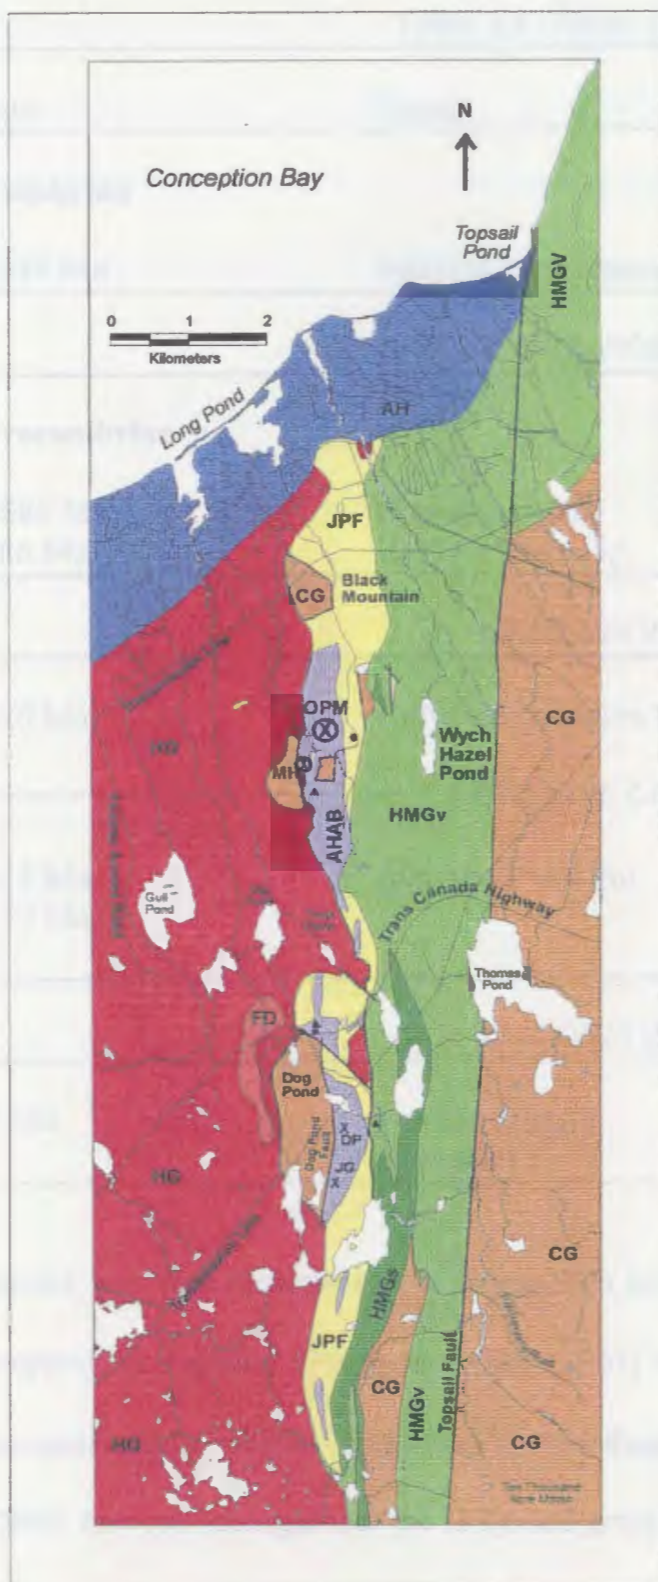 N
Conception Bay
Topsail
Pond
HMGV
0 1 2
Kilometers
Long Pond
AH
JPF
CG
Black
Mountain
CG
OPM
Wych
Hazel
Pond
MH
HMGv
AHAB
Gull
Pond
Trans Canada Highway
Thomas
Pond
FD
Dog
Pond
Dog Pond
Fault
DP
JG
HG
CG
HMGs
JPF
CG
HMGv
Topsail Fault
HG
CG